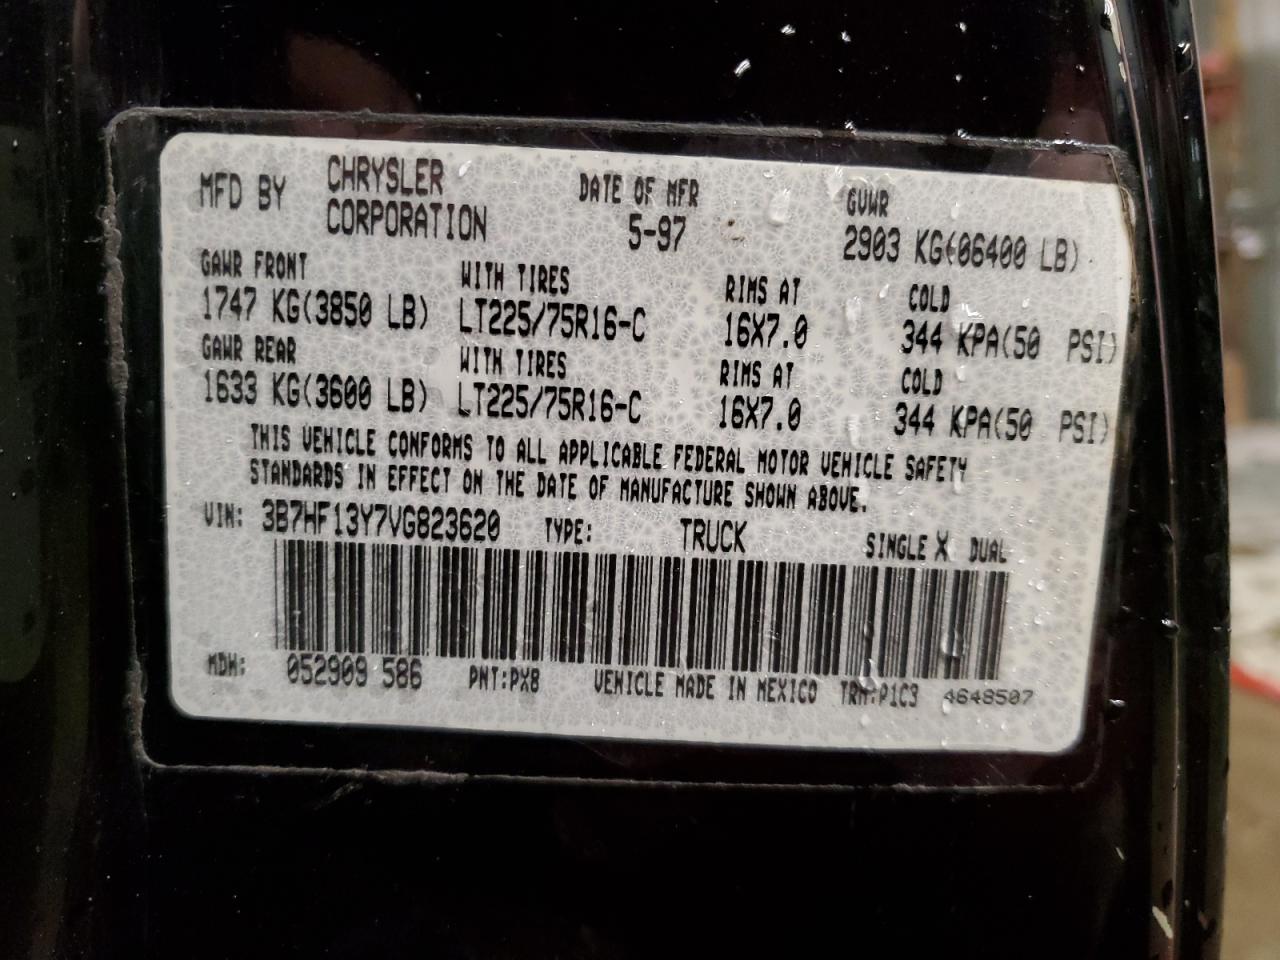 MFD BY CHRYSLER CORPORATION DATE OF MFR 5-97 GVWR 2903 KG(06400 LB)
GAWR FRONT WITH TIRES RIMS AT COLD
1747 KG(3850 LB) LT225/75R16-C 16X7.0 344 KPA(50 PSI)
GAWR REAR WITH TIRES RIMS AT COLD
1633 KG(3600 LB) LT225/75R16-C 16X7.0 344 KPA(50 PSI)
THIS VEHICLE CONFORMS TO ALL APPLICABLE FEDERAL MOTOR VEHICLE SAFETY
STANDARDS IN EFFECT ON THE DATE OF MANUFACTURE SHOWN ABOVE.
VIN: 3B7HF13Y7VG823620 TYPE: TRUCK SINGLE X DUAL
MDH: 052909 586 PNT:PX8 VEHICLE MADE IN MEXICO TRM:P1C3 4648507